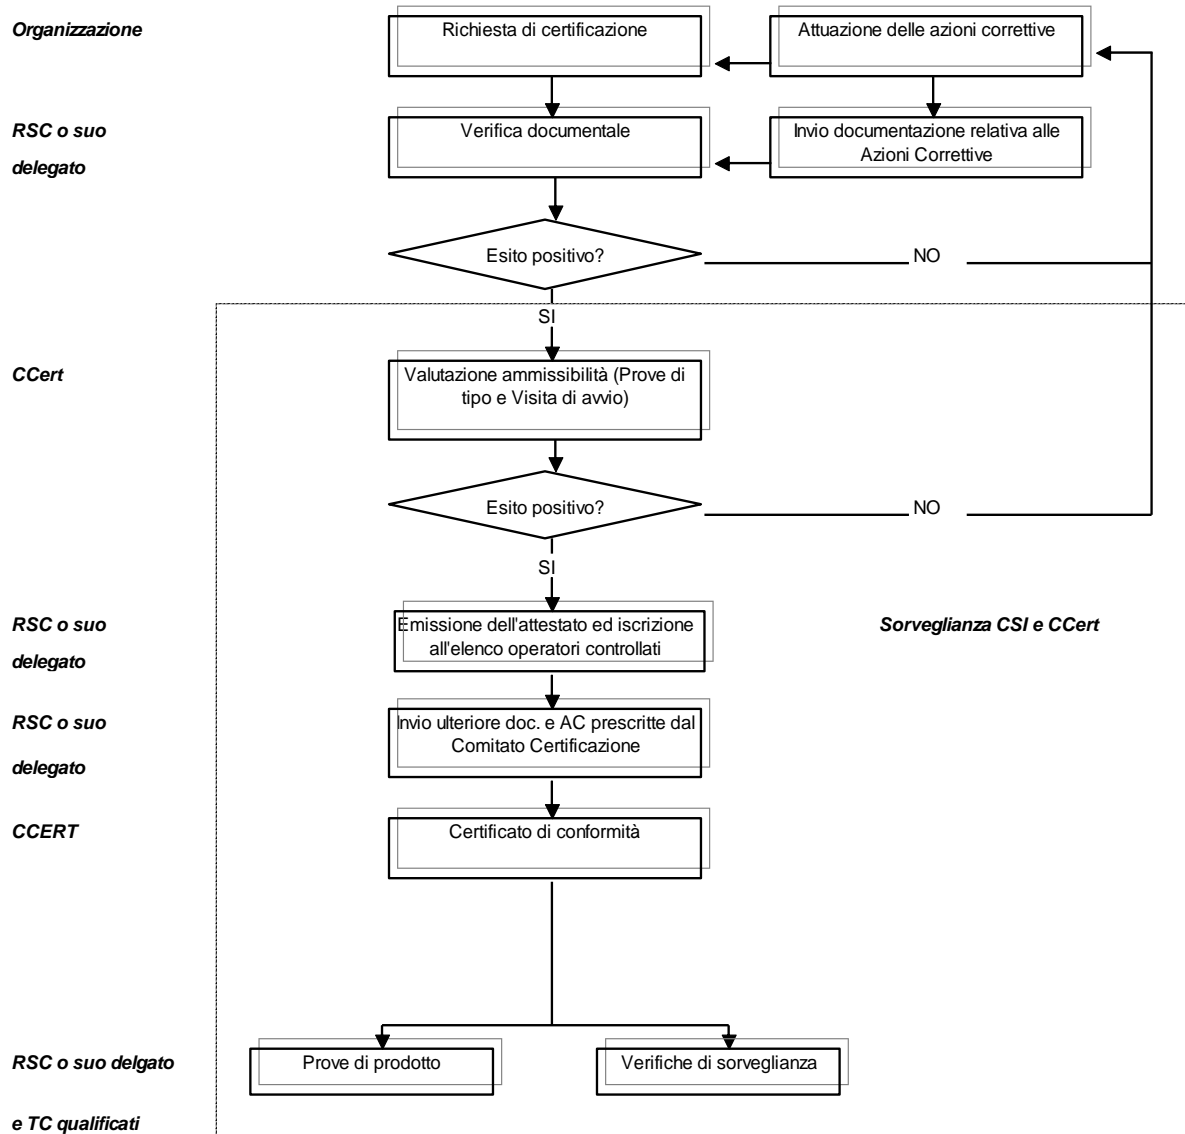 Organizzazione
Richiesta di certificazione
Attuazione delle azioni correttive
RSC o suo
delegato
Verifica documentale
Invio documentazione relativa alle
Azioni Correttive
Esito positivo?
NO
SI
CCert
Valutazione ammissibilità (Prove di
tipo e Visita di avvio)
Esito positivo?
NO
SI
RSC o suo
delegato
Emissione dell'attestato ed iscrizione
all'elenco operatori controllati
Sorveglianza CSI e CCert
RSC o suo
delegato
Invio ulteriore doc. e AC prescritte dal
Comitato Certificazione
CCERT
Certificato di conformità
RSC o suo delgato
e TC qualificati
Prove di prodotto
Verifiche di sorveglianza